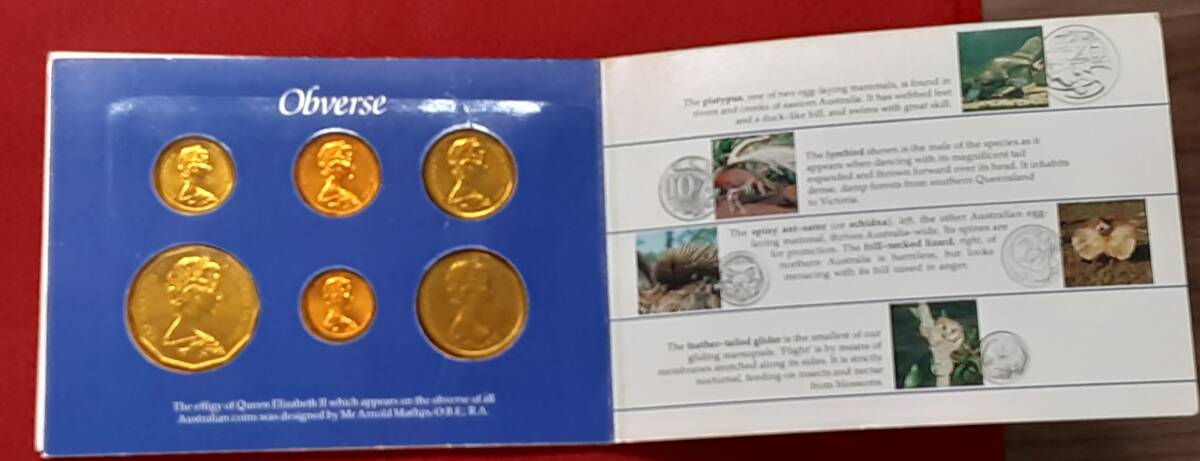 Obverse
The effigy of Queen Elizabeth II which appears on the obverse of all
Australian coins was designed by Mr Arnold Machin, O.B.E., R.A.
The platypus, one of two egg-laying mammals, is found in
rivers and creeks of eastern Australia. It has webbed feet
and a duck-like bill, and swims with great skill.
The lyrebird shown is the male of the species as it
appears when dancing with its magnificent tail
expanded and thrown forward over its head. It inhabits
dense, damp forests from southern Queensland
to Victoria.
10
The spiny ant-eater (or echidna), left, the other Australian egg-
laying mammal, thrives Australia-wide. Its spines are
for protection. The frill-necked lizard, right, of
northern Australia is harmless, but looks
menacing with its frill raised in anger.
The feather-tailed glider is the smallest of our
gliding marsupials. 'Flight' is by means of
membranes stretched along its sides. It is strictly
nocturnal, feeding on insects and nectar
from blossoms.